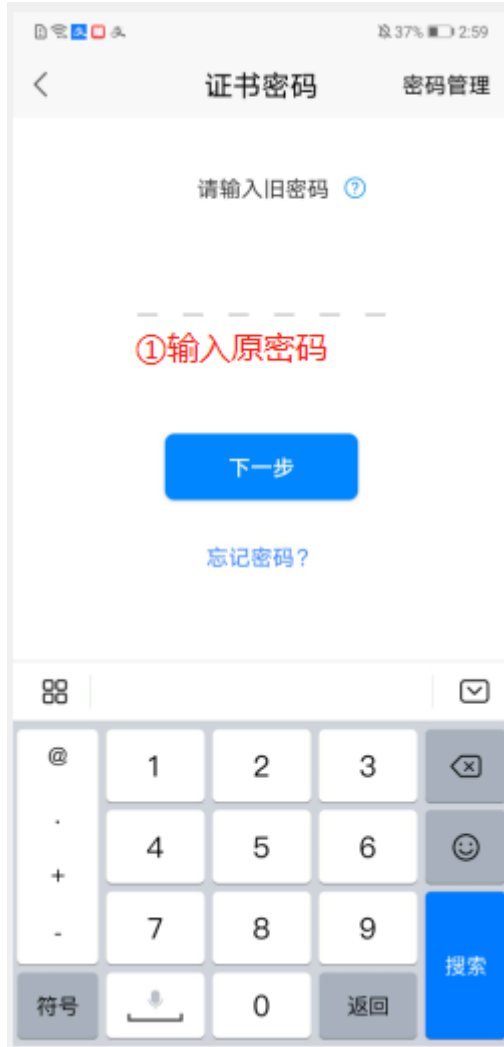 37% 2:59
证书密码 密码管理
请输入旧密码 ?
①输入原密码
下一步
忘记密码?
@ 1 2 3
. 4 5 6
+
- 7 8 9
搜索
符号 0 返回